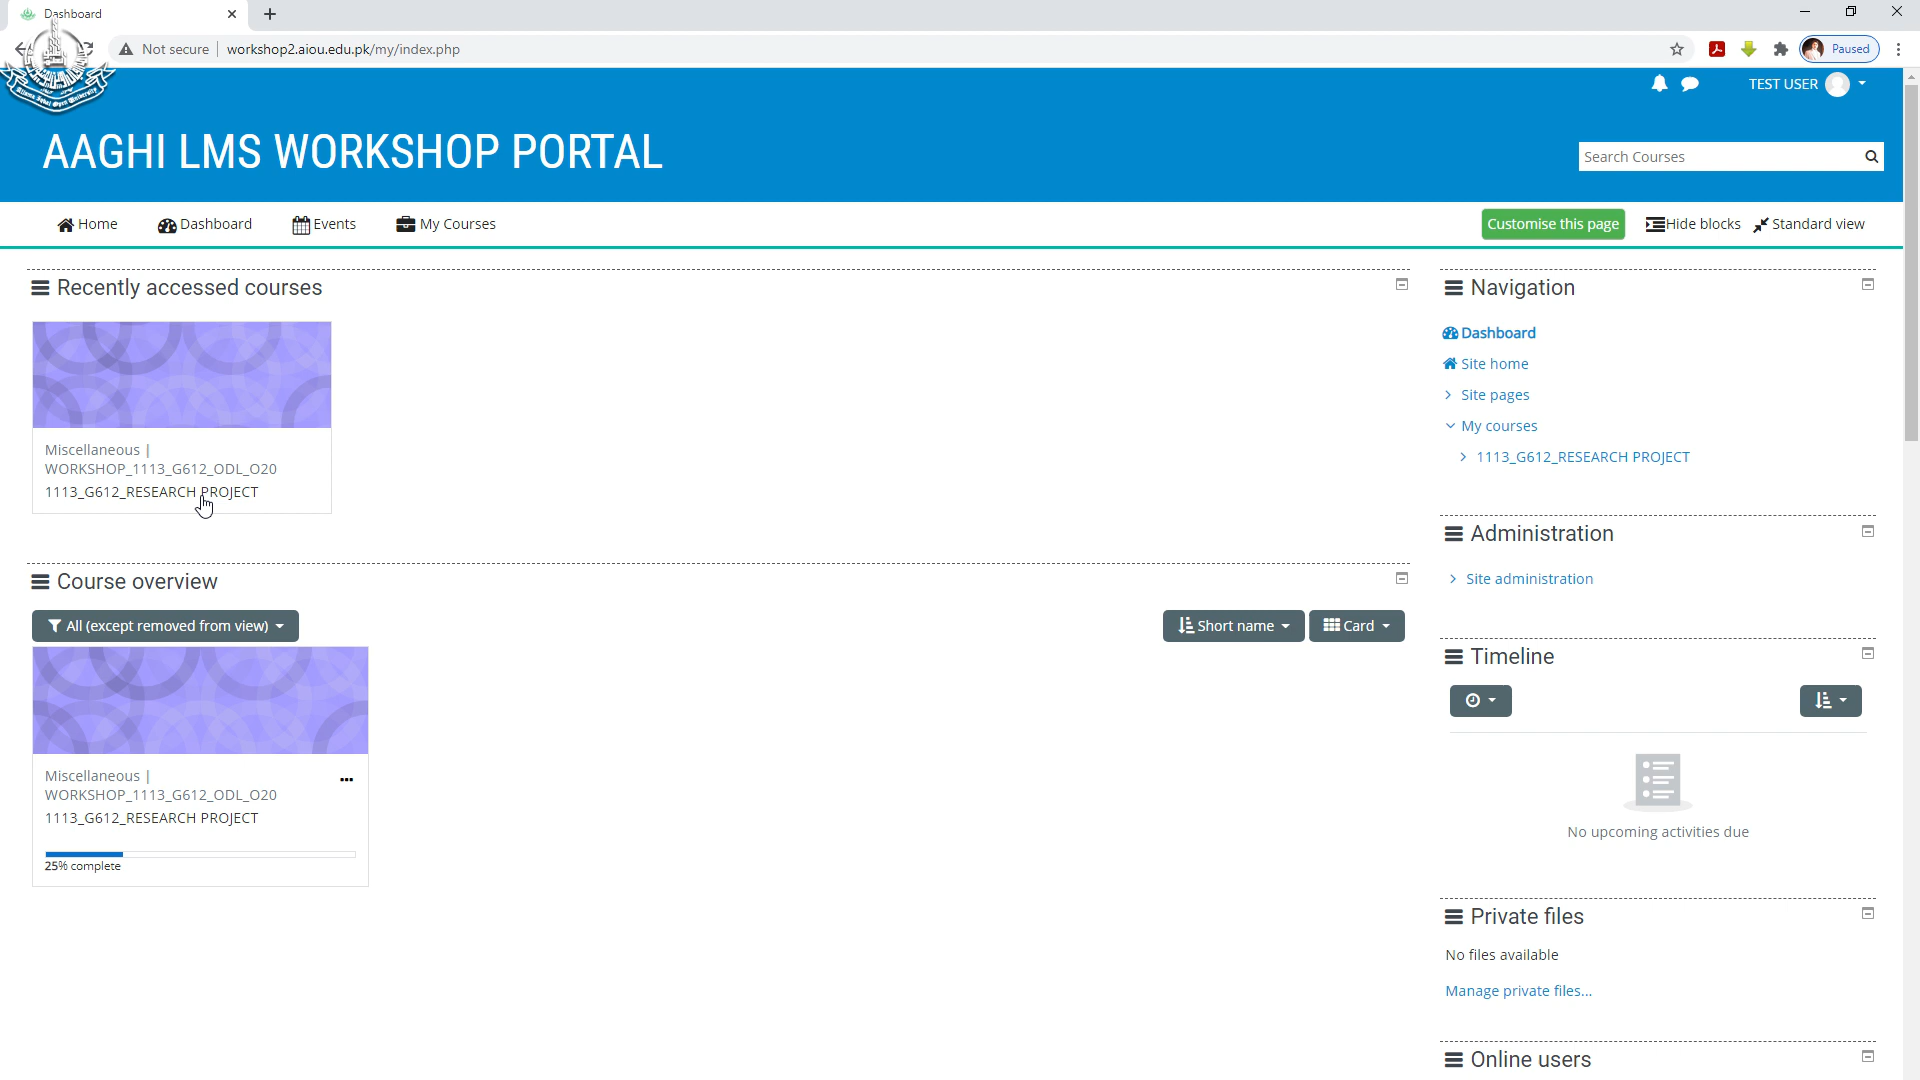 Dashboard
Not secure
workshop2.aiou.edu.pk/my/index.php
Paused
TEST USER
AAGHI LMS WORKSHOP PORTAL
Search Courses
Home
Dashboard
Events
My Courses
Customise this page
Hide blocks
Standard view
Recently accessed courses
Miscellaneous |
WORKSHOP_1113_G612_ODL_O20
1113_G612_RESEARCH PROJECT
Course overview
All (except removed from view)
Short name
Card
Miscellaneous |
WORKSHOP_1113_G612_ODL_O20
1113_G612_RESEARCH PROJECT
25% complete
Navigation
Dashboard
Site home
Site pages
My courses
1113_G612_RESEARCH PROJECT
Administration
Site administration
Timeline
No upcoming activities due
Private files
No files available
Manage private files...
Online users
Allama Iqbal Open University